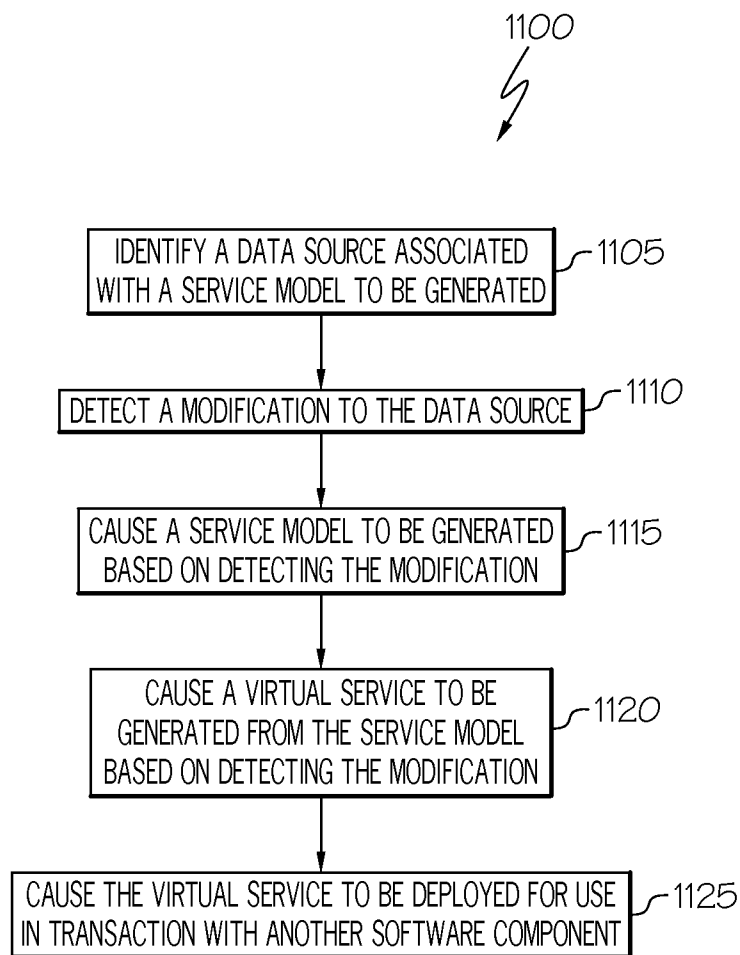 1100
IDENTIFY A DATA SOURCE ASSOCIATED
WITH A SERVICE MODEL TO BE GENERATED
1105
DETECT A MODIFICATION TO THE DATA SOURCE
1110
CAUSE A SERVICE MODEL TO BE GENERATED
BASED ON DETECTING THE MODIFICATION
1115
CAUSE A VIRTUAL SERVICE TO BE
GENERATED FROM THE SERVICE MODEL
BASED ON DETECTING THE MODIFICATION
1120
CAUSE THE VIRTUAL SERVICE TO BE DEPLOYED FOR USE
IN TRANSACTION WITH ANOTHER SOFTWARE COMPONENT
1125